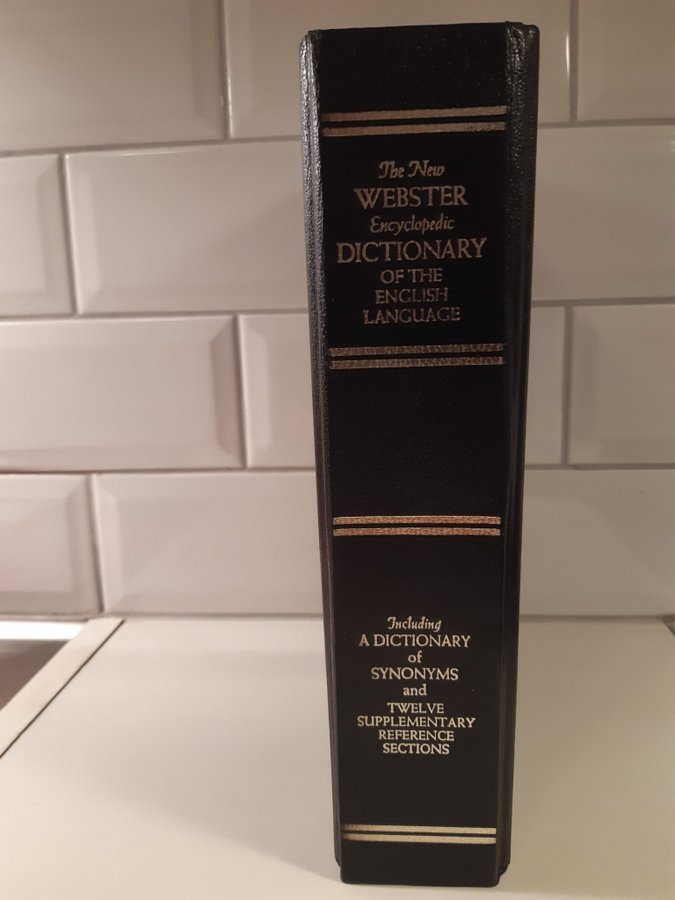 The New
WEBSTER
Encyclopedic
DICTIONARY
OF THE
ENGLISH
LANGUAGE
Including
A DICTIONARY
of
SYNONYMS
and
TWELVE
SUPPLEMENTARY
REFERENCE
SECTIONS